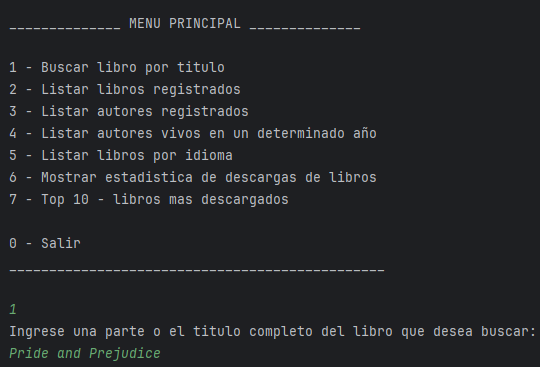 ______________ MENU PRINCIPAL ______________
1 - Buscar libro por titulo
2 - Listar libros registrados
3 - Listar autores registrados
4 - Listar autores vivos en un determinado año
5 - Listar libros por idioma
6 - Mostrar estadistica de descargas de libros
7 - Top 10 - libros mas descargados
0 - Salir
_______________________________________________
1
Ingrese una parte o el titulo completo del libro que desea buscar:
Pride and Prejudice